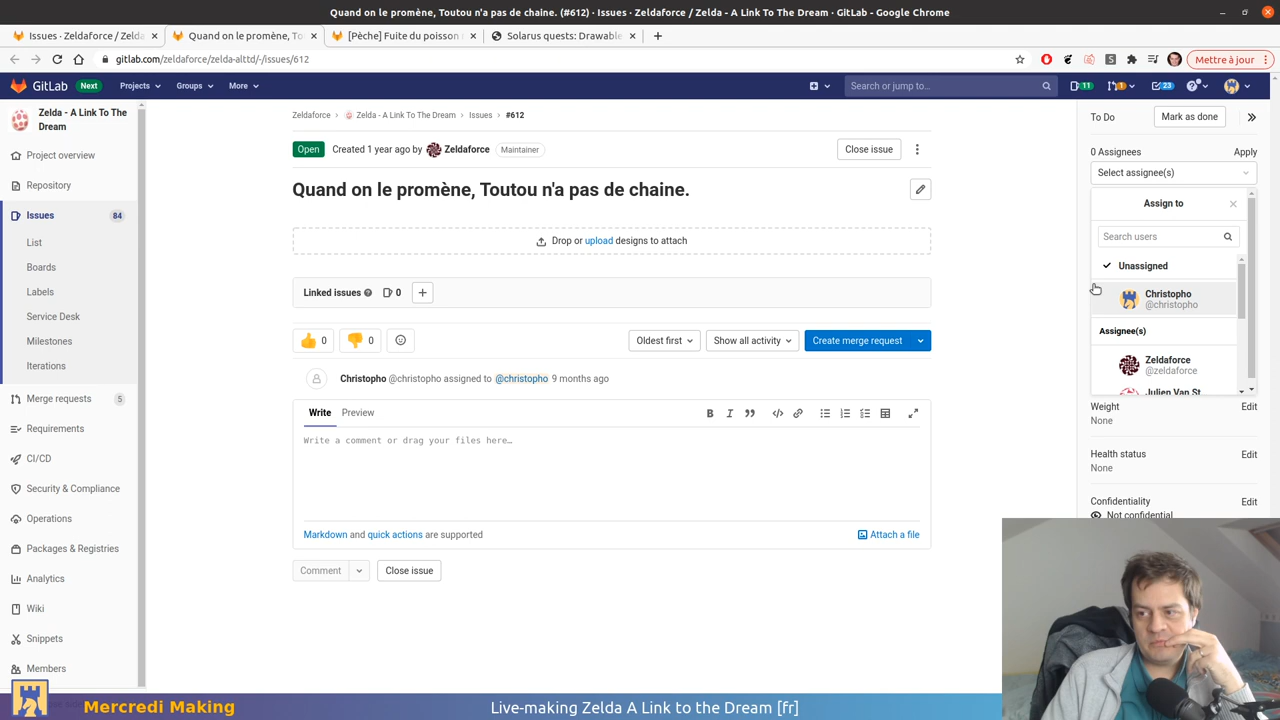 Quand on le promène, Toutou n'a pas de chaine. (#612) · Issues · Zeldaforce / Zelda - A Link To The Dream · GitLab - Google Chrome
Issues · Zeldaforce / Zelda
Quand on le promène, To
[Pèche] Fuite du poisson
Solarus quests: Drawable
gitlab.com/zeldaforce/zelda-alttd/-/issues/612
Mettre à jour
GitLab
Next
Projects
Groups
More
Search or jump to...
11
1
23
Zelda - A Link To The Dream
Project overview
Repository
Issues 84
List
Boards
Labels
Service Desk
Milestones
Iterations
Merge requests 5
Requirements
CI/CD
Security & Compliance
Operations
Packages & Registries
Analytics
Wiki
Snippets
Members
Zeldaforce > Zelda - A Link To The Dream > Issues > #612
Open Created 1 year ago by Zeldaforce Maintainer
Close issue
Quand on le promène, Toutou n'a pas de chaine.
Drop or upload designs to attach
Linked issues 0
0 0
Oldest first Show all activity Create merge request
Christopho @christopho assigned to @christopho 9 months ago
Write Preview
Write a comment or drag your files here…
Markdown and quick actions are supported
Attach a file
Comment Close issue
To Do Mark as done
0 Assignees Apply
Select assignee(s)
Assign to
Search users
Unassigned
Christopho
@christopho
Assignee(s)
Zeldaforce
@zeldaforce
Julien Van St
Weight Edit
None
Health status Edit
None
Confidentiality Edit
Not confidential
Mercredi Making
Live-making Zelda A Link to the Dream [fr]